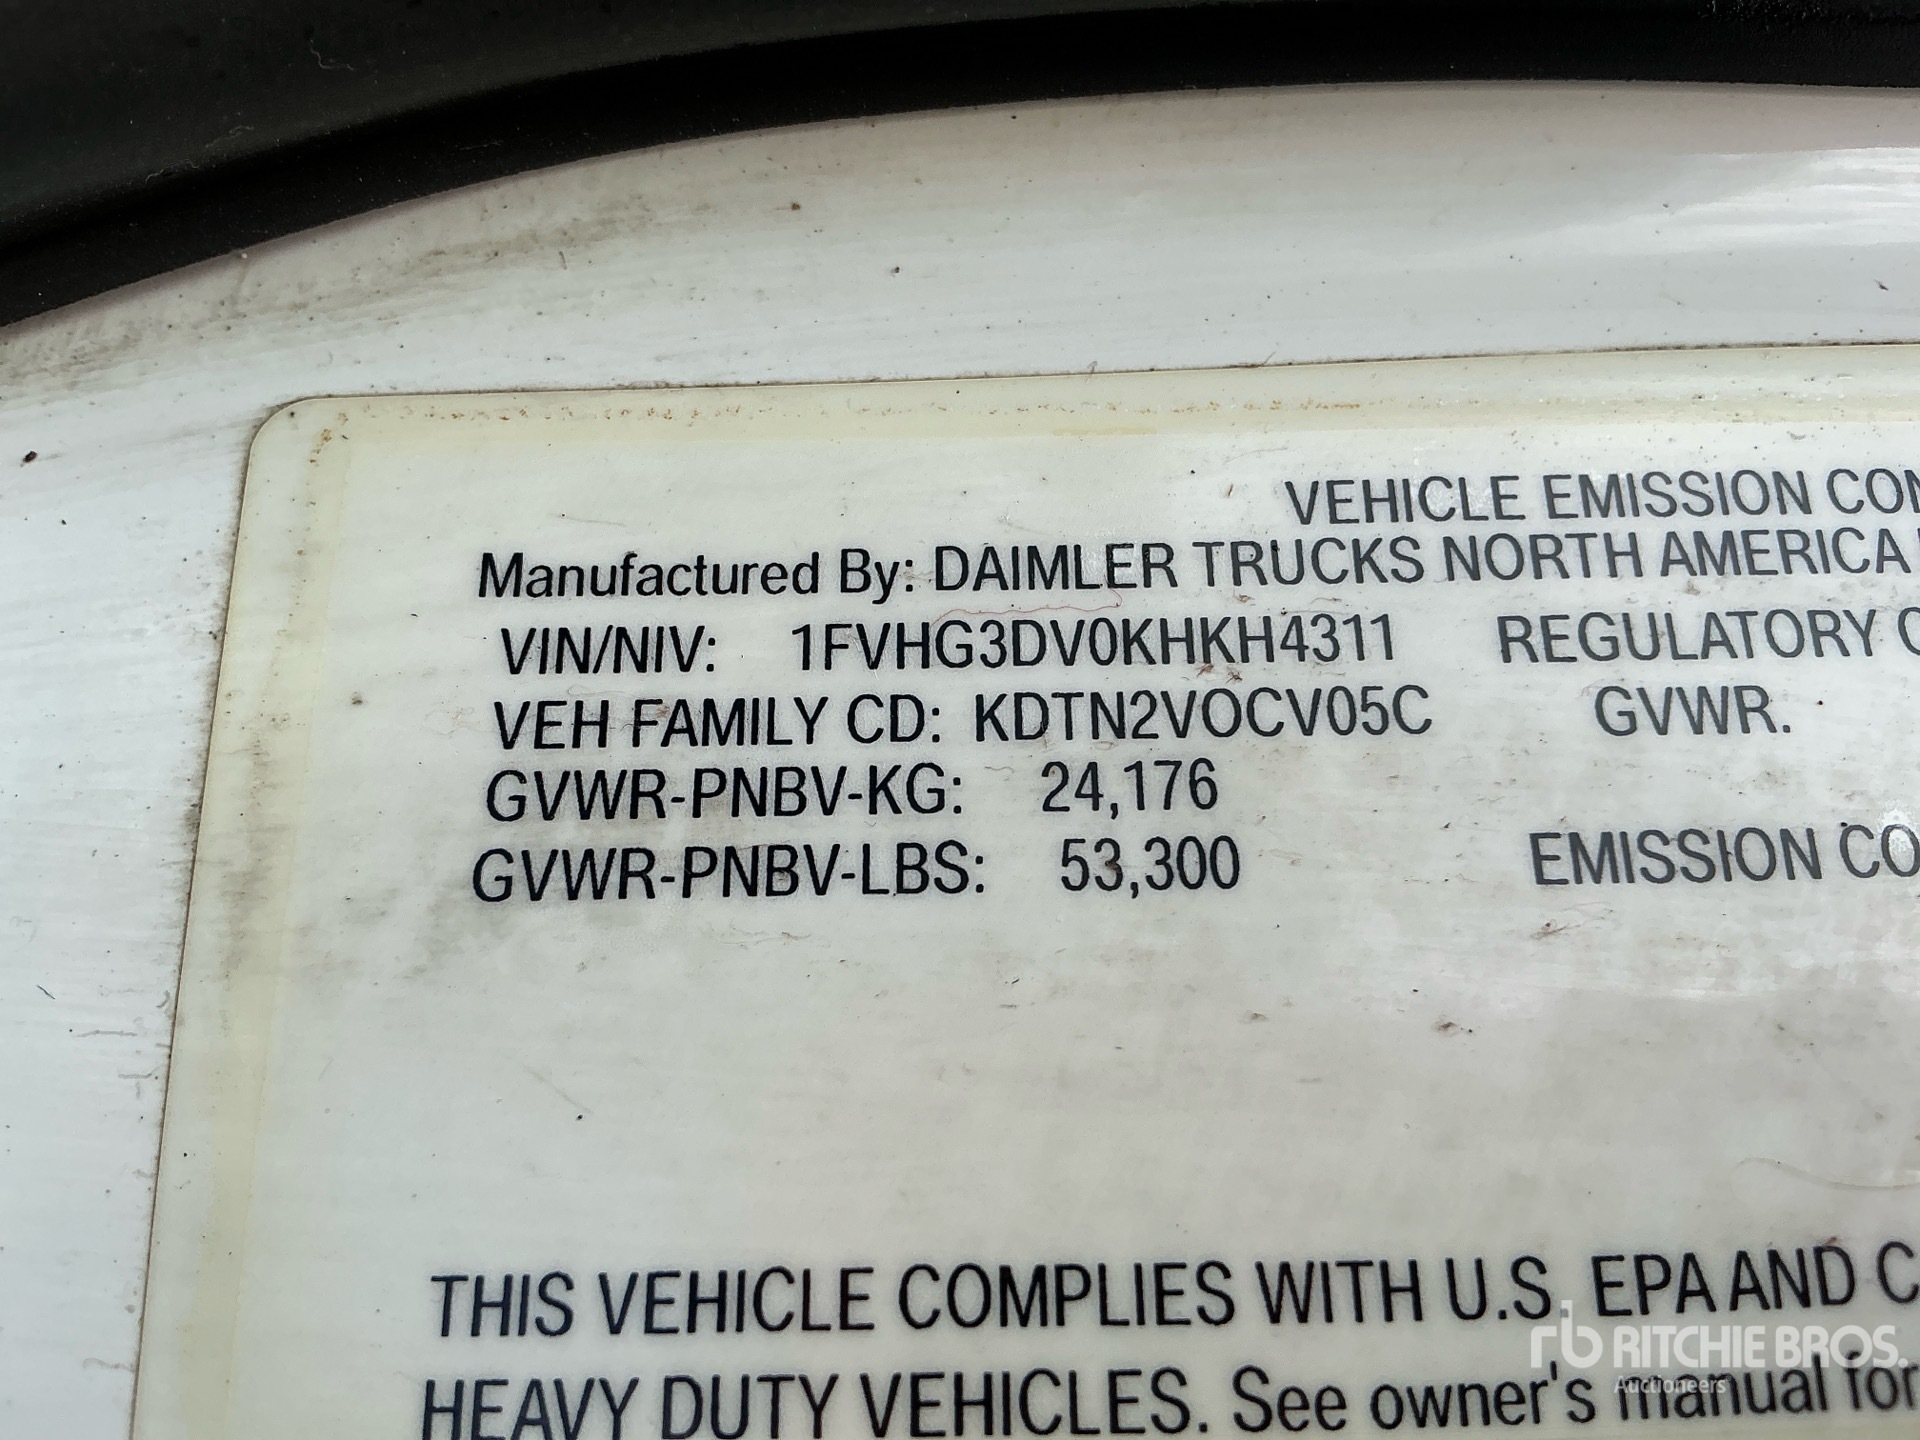 VEHICLE EMISSION CON
Manufactured By: DAIMLER TRUCKS NORTH AMERICA
VIN/NIV: 1FVHG3DV0KHKH4311 REGULATORY C
VEH FAMILY CD: KDTN2VOCV05C GVWR.
GVWR-PNBV-KG: 24,176
GVWR-PNBV-LBS: 53,300 EMISSION CO
THIS VEHICLE COMPLIES WITH U.S. EPA AND C
HEAVY DUTY VEHICLES. See owner's manual for
rb RITCHIE BROS.
Auctioneers